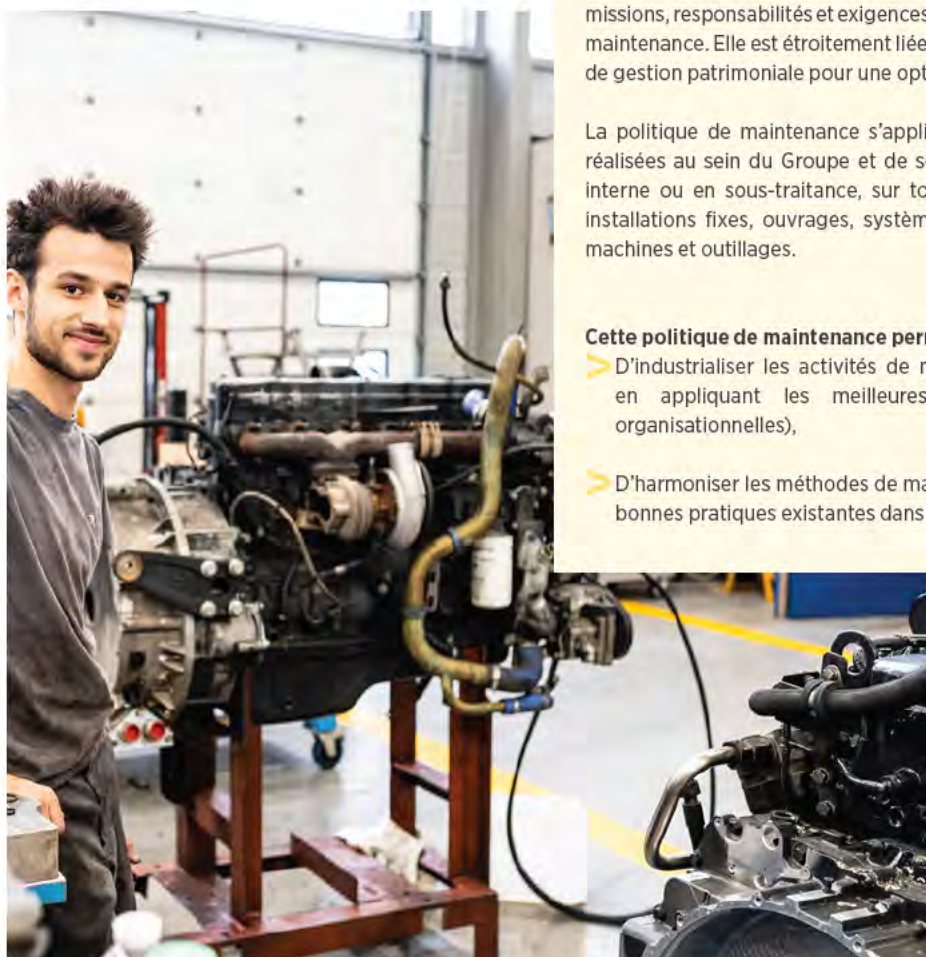 missions, responsabilités et exigences
maintenance. Elle est étroitement liée
de gestion patrimoniale pour une opt
La politique de maintenance s'appli
réalisées au sein du Groupe et de s
interne ou en sous-traitance, sur to
installations fixes, ouvrages, systèm
machines et outillages.
Cette politique de maintenance perr
> D'industrialiser les activités de r
en appliquant les meilleures
organisationnelles),
> D'harmoniser les méthodes de ma
bonnes pratiques existantes dans